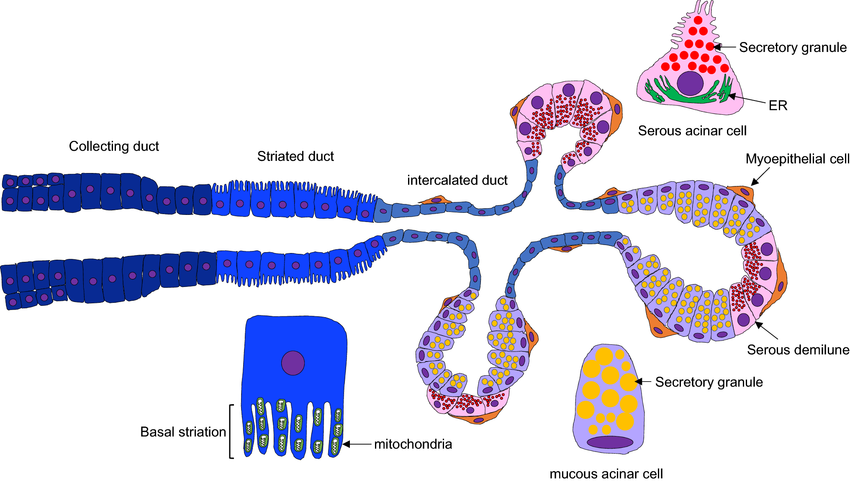 Secretory granule
ER
Serous acinar cell
Collecting duct
Striated duct
intercalated duct
Myoepithelial cell
Serous demilune
Secretory granule
Basal striation
mitochondria
mucous acinar cell